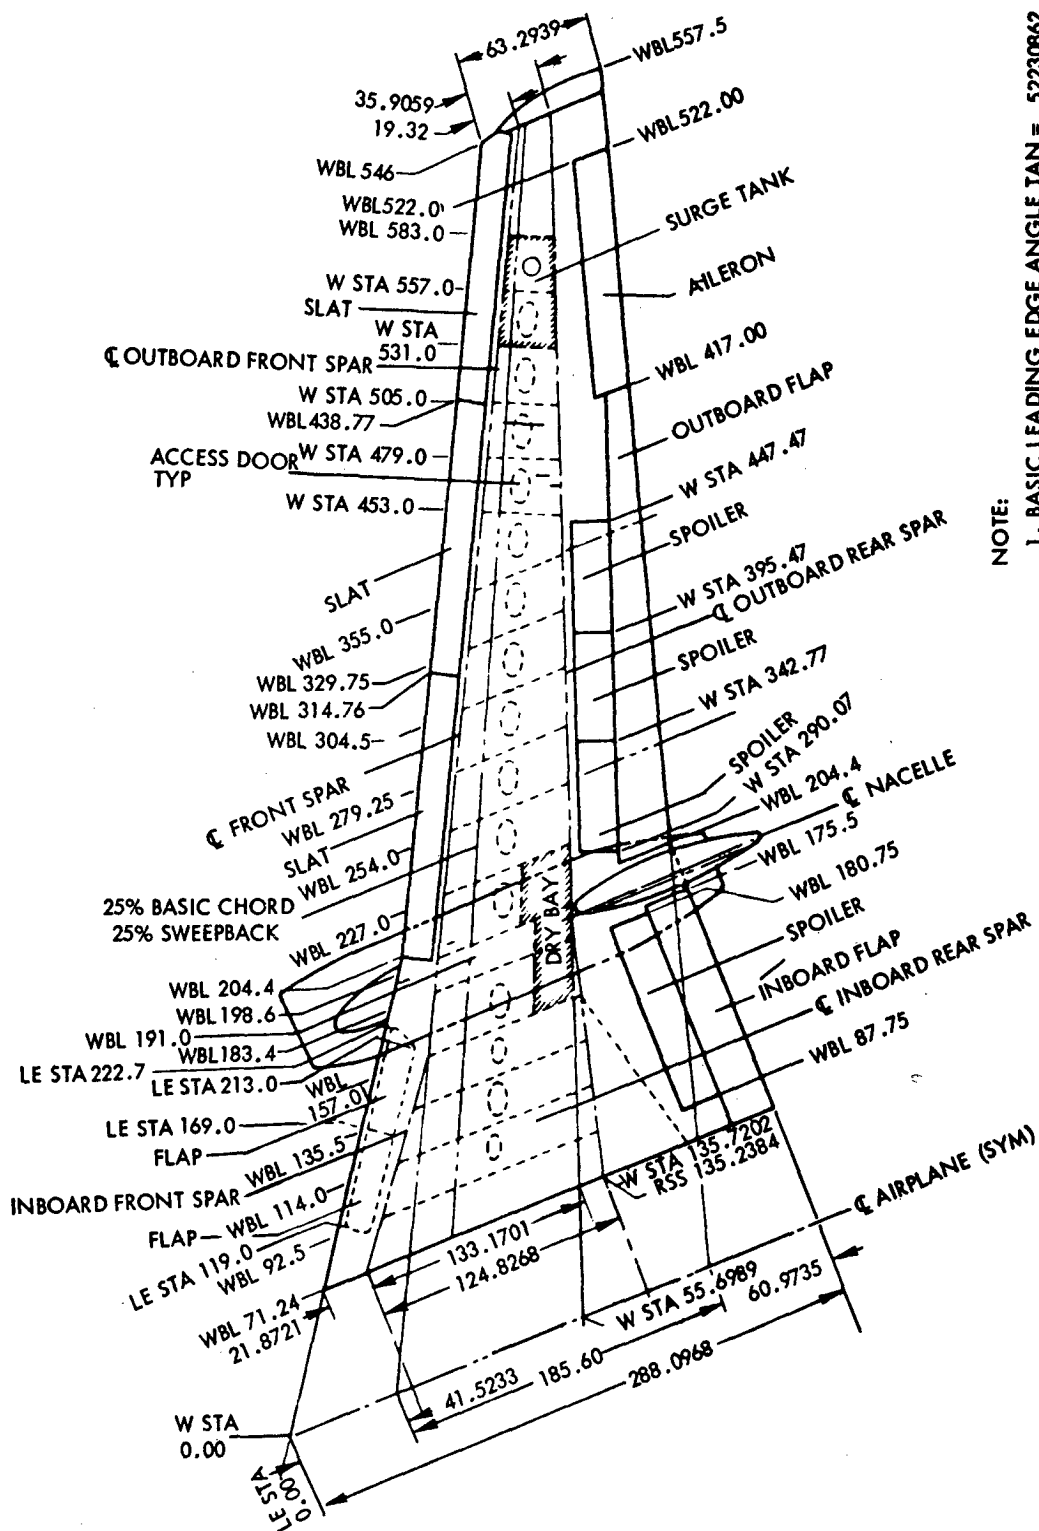 63.2939
WBL557.5
35.9059
19.32
WBL522.00
WBL 546
WBL522.0
SURGE TANK
WBL 583.0
AILERON
W STA 557.0
SLAT
W STA
531.0
WBL 417.00
℄ OUTBOARD FRONT SPAR
OUTBOARD FLAP
W STA 505.0
WBL438.77
W STA 447.47
ACCESS DOOR
TYP
W STA 479.0
SPOILER
W STA 453.0
℄ OUTBOARD REAR SPAR
W STA 395.47
SLAT
SPOILER
WBL 355.0
W STA 342.77
WBL 329.75
WBL 314.76
SPOILER
W STA 290.07
WBL 304.5
WBL 204.4
℄ NACELLE
℄ FRONT SPAR
WBL 279.25
WBL 175.5
SLAT
WBL 254.0
WBL 180.75
25% BASIC CHORD
25% SWEEPBACK
DRY BAY
SPOILER
WBL 227.0
INBOARD FLAP
℄ INBOARD REAR SPAR
WBL 204.4
WBL 198.6
WBL 87.75
WBL 191.0
WBL183.4
LE STA 222.7
LE STA 213.0
WBL
157.0
LE STA 169.0
FLAP
WBL 135.5
W STA 135.7202
RSS 135.2384
℄ AIRPLANE (SYM)
INBOARD FRONT SPAR
WBL 114.0
FLAP
133.1701
124.8268
LE STA 119.0
WBL 92.5
W STA 55.6989
60.9735
WBL 71.24
21.8721
41.5233
185.60
288.0968
W STA
0.00
LE STA
0.00
NOTE:
1. BASIC LEADING EDGE ANGLE TAN = .52230862